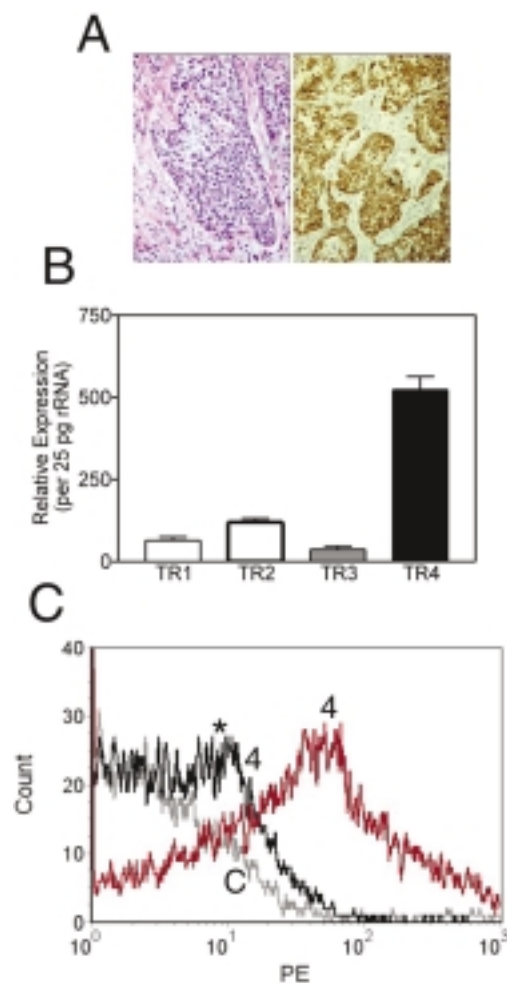 A
B
750
500
250
0
Relative Expression
(per 25 pg rRNA)
TR1 TR2 TR3 TR4
C
40
30
20
10
0
Count
* 4 4
C
10⁰ 10¹ 10² 10³
PE